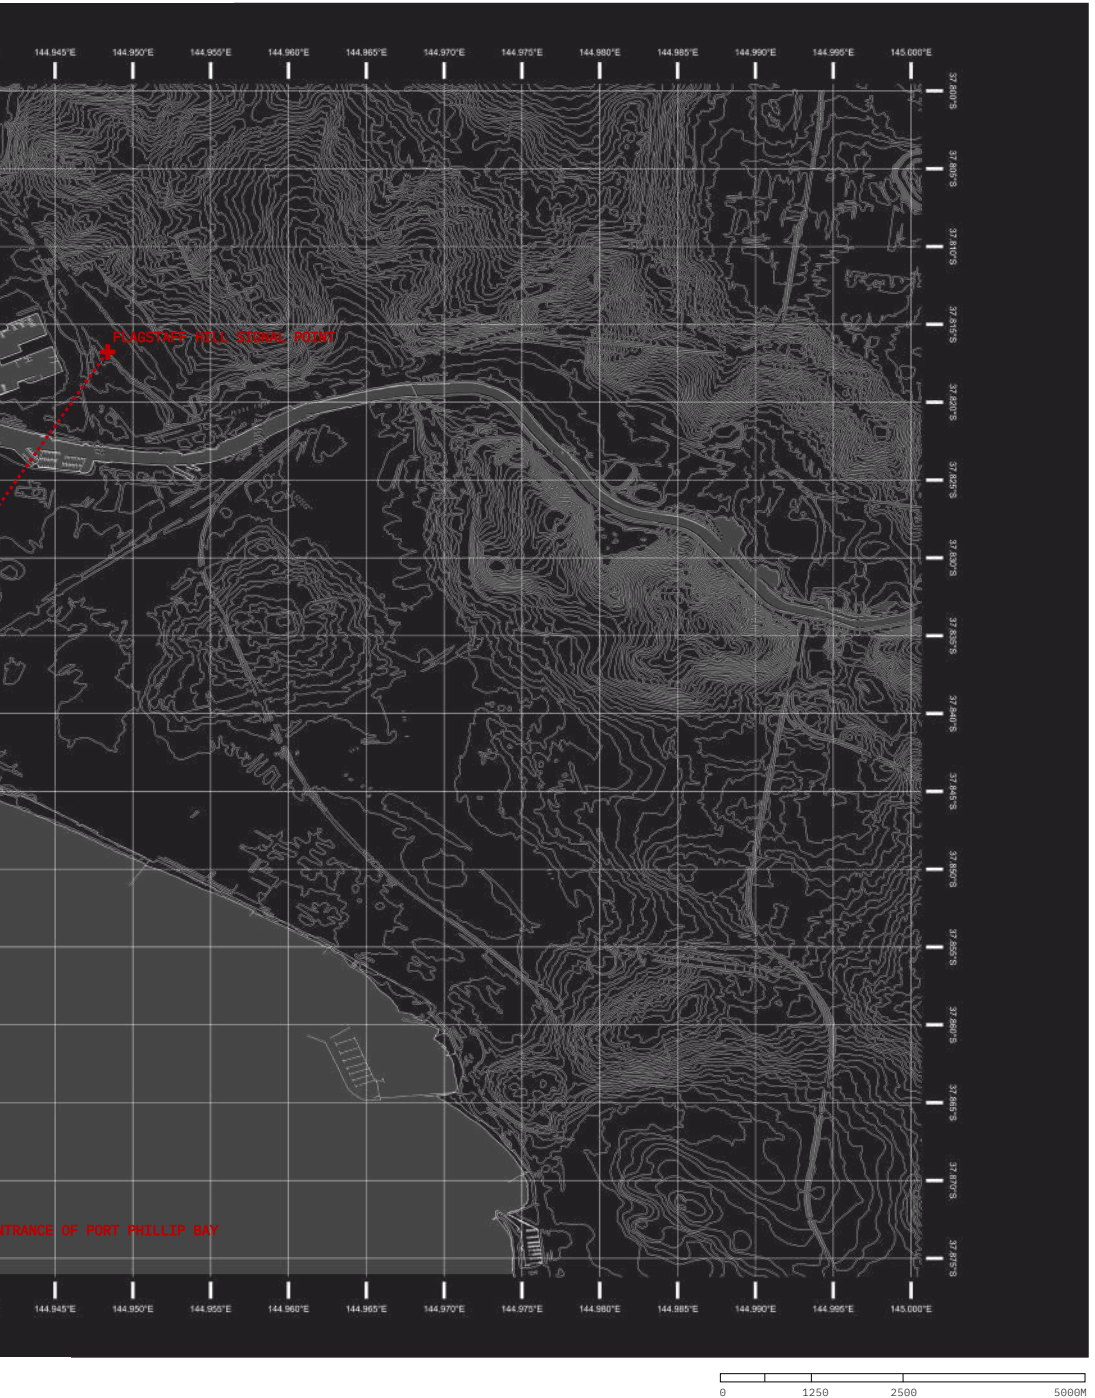 144.945°E 144.950°E 144.955°E 144.960°E 144.965°E 144.970°E 144.975°E 144.980°E 144.985°E 144.990°E 144.995°E 145.000°E
37.800°S
37.805°S
37.810°S
37.815°S
FLAGSTAFF HILL SIGNAL POINT
37.820°S
37.825°S
37.830°S
37.835°S
37.840°S
37.845°S
37.850°S
37.855°S
37.860°S
37.865°S
37.870°S
NTRANCE OF PORT PHILLIP BAY
37.875°S
144.945°E 144.950°E 144.955°E 144.960°E 144.965°E 144.970°E 144.975°E 144.980°E 144.985°E 144.990°E 144.995°E 145.000°E
0 1250 2500 5000M